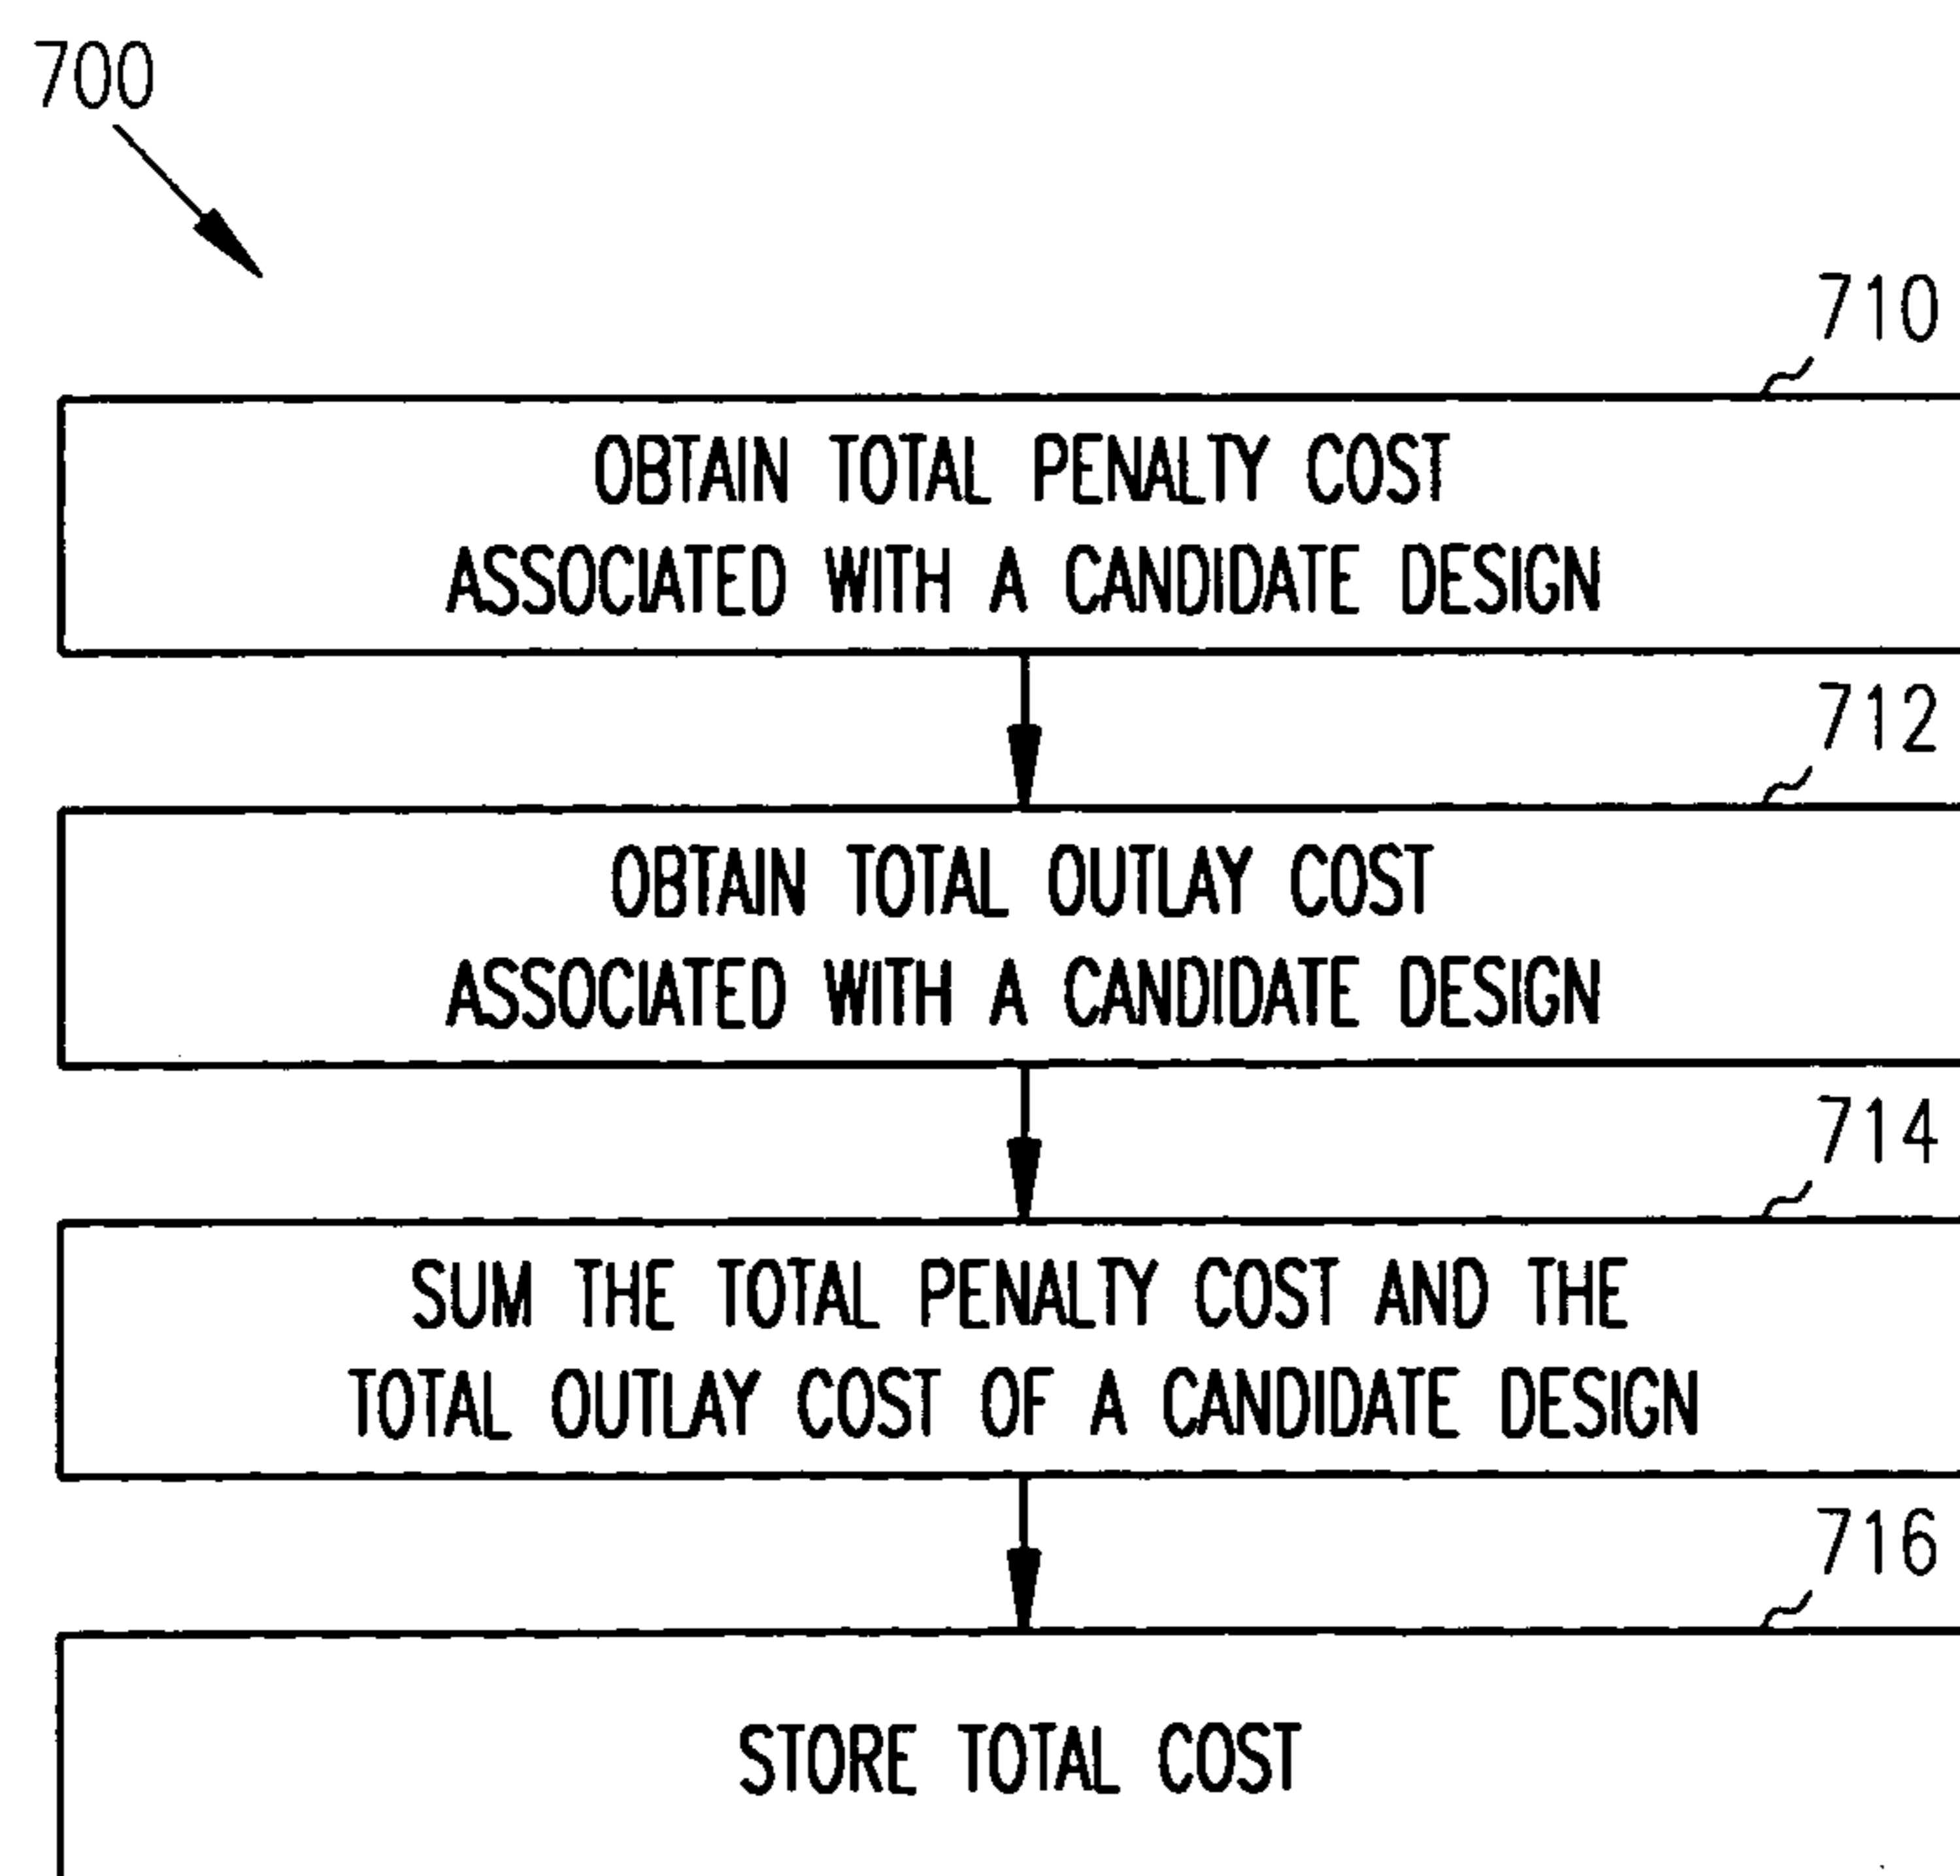 700
710
OBTAIN TOTAL PENALTY COST
ASSOCIATED WITH A CANDIDATE DESIGN
712
OBTAIN TOTAL OUTLAY COST
ASSOCIATED WITH A CANDIDATE DESIGN
714
SUM THE TOTAL PENALTY COST AND THE
TOTAL OUTLAY COST OF A CANDIDATE DESIGN
716
STORE TOTAL COST